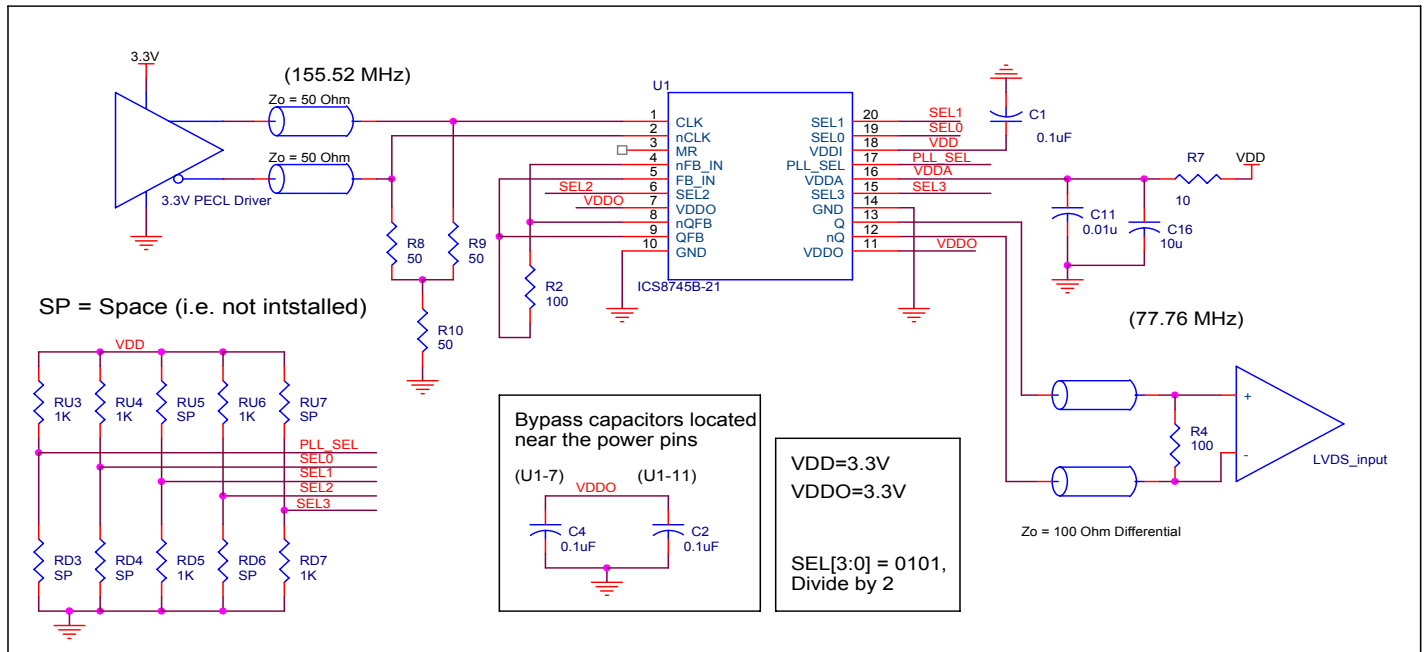 3.3V
(155.52 MHz)
Zo = 50 Ohm
Zo = 50 Ohm
3.3V PECL Driver
R8
50
R9
50
R10
50
U1
1 CLK
2 nCLK
3 MR
4 nFB_IN
5 FB_IN
SEL2 6 SEL2
VDDO 7 VDDO
8 nQFB
9 QFB
10 GND
SEL1 20 SEL1
SEL0 19 SEL0
VDDI 18 VDD
PLL_SEL 17 PLL_SEL
VDDA 16 VDDA
SEL3 15 SEL3
GND 14
Q 13
nQ 12
VDDO 11 VDDO
ICS8745B-21
R2
100
C1
0.1uF
R7
10
VDD
C11
0.01u
C16
10u
(77.76 MHz)
+
-
R4
100
LVDS_input
Zo = 100 Ohm Differential
SP = Space (i.e. not intstalled)
VDD
RU3
1K
RU4
1K
RU5
SP
RU6
1K
RU7
SP
PLL_SEL
SEL0
SEL1
SEL2
SEL3
RD3
SP
RD4
SP
RD5
1K
RD6
SP
RD7
1K
Bypass capacitors located
near the power pins
(U1-7) (U1-11)
VDDO
C4
0.1uF
C2
0.1uF
VDD=3.3V
VDDO=3.3V
SEL[3:0] = 0101,
Divide by 2